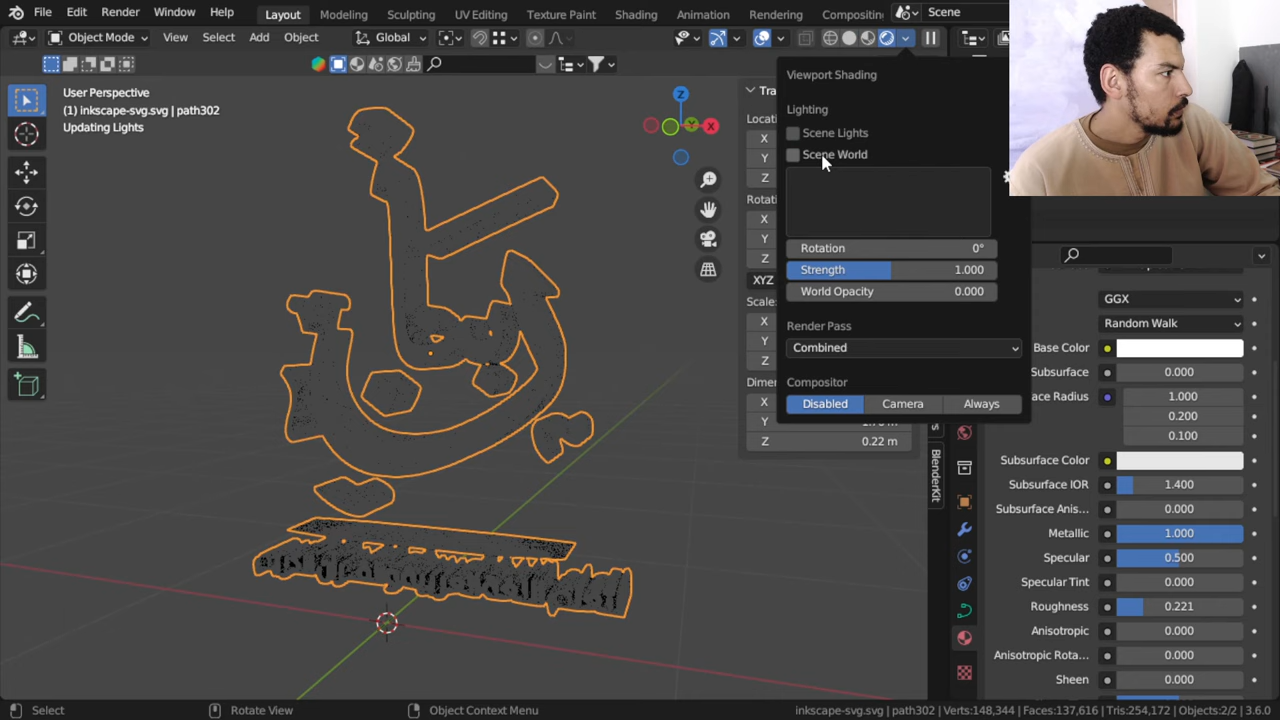 File Edit Render Window Help Layout Modeling Sculpting UV Editing Texture Paint Shading Animation Rendering Compositin Scene
Object Mode View Select Add Object Global
User Perspective
(1) inkscape-svg.svg | path302
Updating Lights
Z
X
Tra
Locati
X
Y
Z
Rotati
X
Y
Z
XYZ
Scale:
X
Y
Z
Dimer
X
Y
Z 0.22 m
BlenderKit
Viewport Shading
Lighting
Scene Lights
Scene World
Rotation 0°
Strength 1.000
World Opacity 0.000
Render Pass
Combined
Compositor
Disabled Camera Always
GGX
Random Walk
Base Color
Subsurface 0.000
ace Radius 1.000
0.200
0.100
Subsurface Color
Subsurface IOR 1.400
Subsurface Anis... 0.000
Metallic 1.000
Specular 0.500
Specular Tint 0.000
Roughness 0.221
Anisotropic 0.000
Anisotropic Rota... 0.000
Sheen 0.000
Select Rotate View Object Context Menu inkscape-svg.svg | path302 | Verts:148,344 | Faces:137,616 | Tris:254,172 | Objects:2/2 | 3.6.0